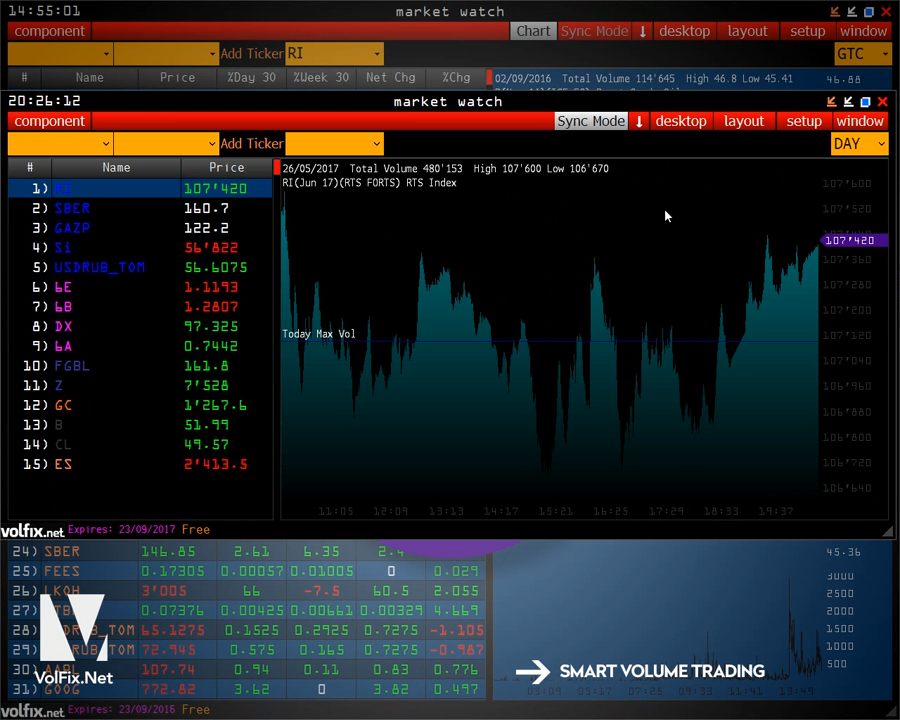 14:55:01 market watch
component Chart Sync Mode ↓ desktop layout setup window
Add Ticker RI GTC
# Name Price %Day 30 %Week 30 Net Chg %Chg 02/09/2016 Total Volume 114'645 High 46.8 Low 45.41 46.88
20:26:12 market watch
component Sync Mode ↓ desktop layout setup window
Add Ticker DAY
# Name Price
26/05/2017 Total Volume 480'153 High 107'600 Low 106'670
RI(Jun 17)(RTS FORTS) RTS Index
1) RI 107'420
2) SBER 160.7
3) GAZP 122.2
4) Si 56'822
5) USDRUB_TOM 56.6075
6) 6E 1.1193
7) 6B 1.2807
8) DX 97.325
9) 6A 0.7442
10) FGBL 161.8
11) Z 7'528
12) GC 1'267.6
13) B 51.99
14) CL 49.57
15) ES 2'413.5
Today Max Vol
107'600
107'520
107'420
107'360
107'280
107'200
107'120
107'040
106'960
106'880
106'800
106'720
106'640
11:05 12:09 13:14 14:17 15:21 16:25 17:29 18:33 19:37
volfix.net Expires: 23/09/2017 Free
24) SBER 146.85 2.61 6.35 2.4 45.36
25) FEES 0.17305 0.00057 0.01005 0 0.029
26) LKOH 3'005 66 -7.5 60.5 2.055
27) 0.07376 0.00425 0.00661 0.00329 4.669
28) 65.1275 0.1525 0.2925 0.7275 -1.105
29) 72.945 0.575 0.165 0.7275 -0.987
30) 107.74 0.94 0.11 0.83 0.776
31) GOOG 772.82 3.62 0 3.82 0.497
3000
2500
2000
1500
1000
500
03:09 05:17 07:25 09:33 11:41 13:49
VolFix.Net
SMART VOLUME TRADING
volfix.net Expires: 23/09/2016 Free